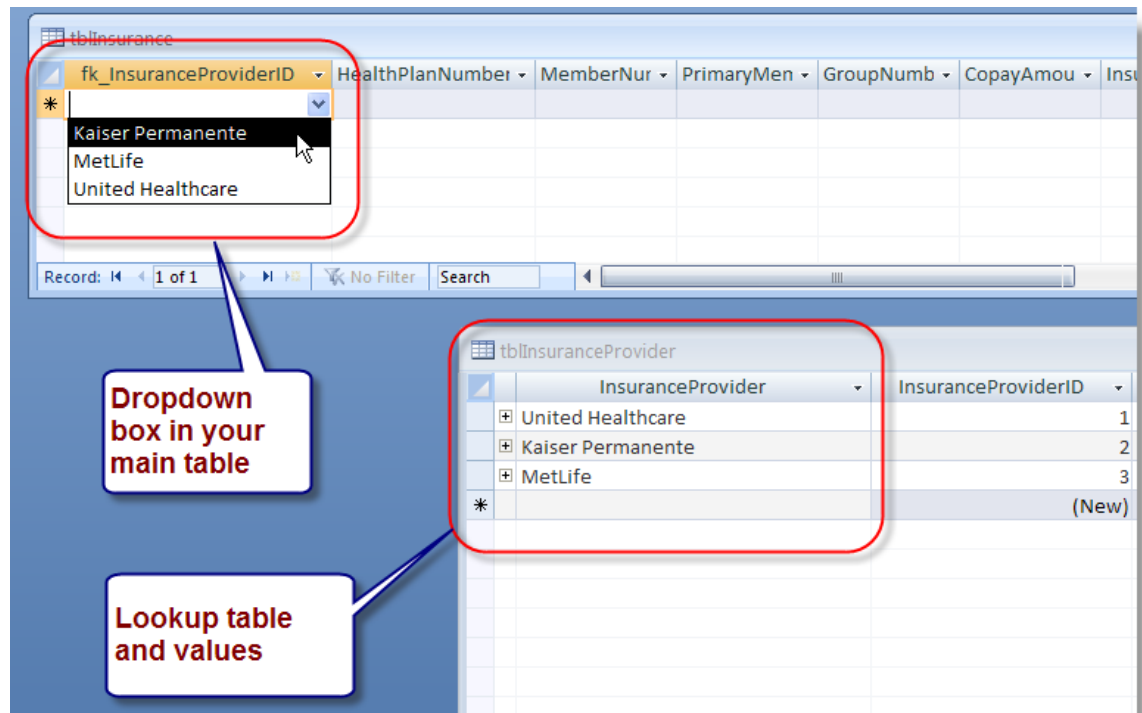 tblInsurance
fk_InsuranceProviderID HealthPlanNumber MemberNur PrimaryMen GroupNumb CopayAmou Insu
*
Kaiser Permanente
MetLife
United Healthcare
Record: 1 of 1 No Filter Search
tblInsuranceProvider
InsuranceProvider InsuranceProviderID
United Healthcare 1
Kaiser Permanente 2
MetLife 3
* (New)
Dropdown
box in your
main table
Lookup table
and values